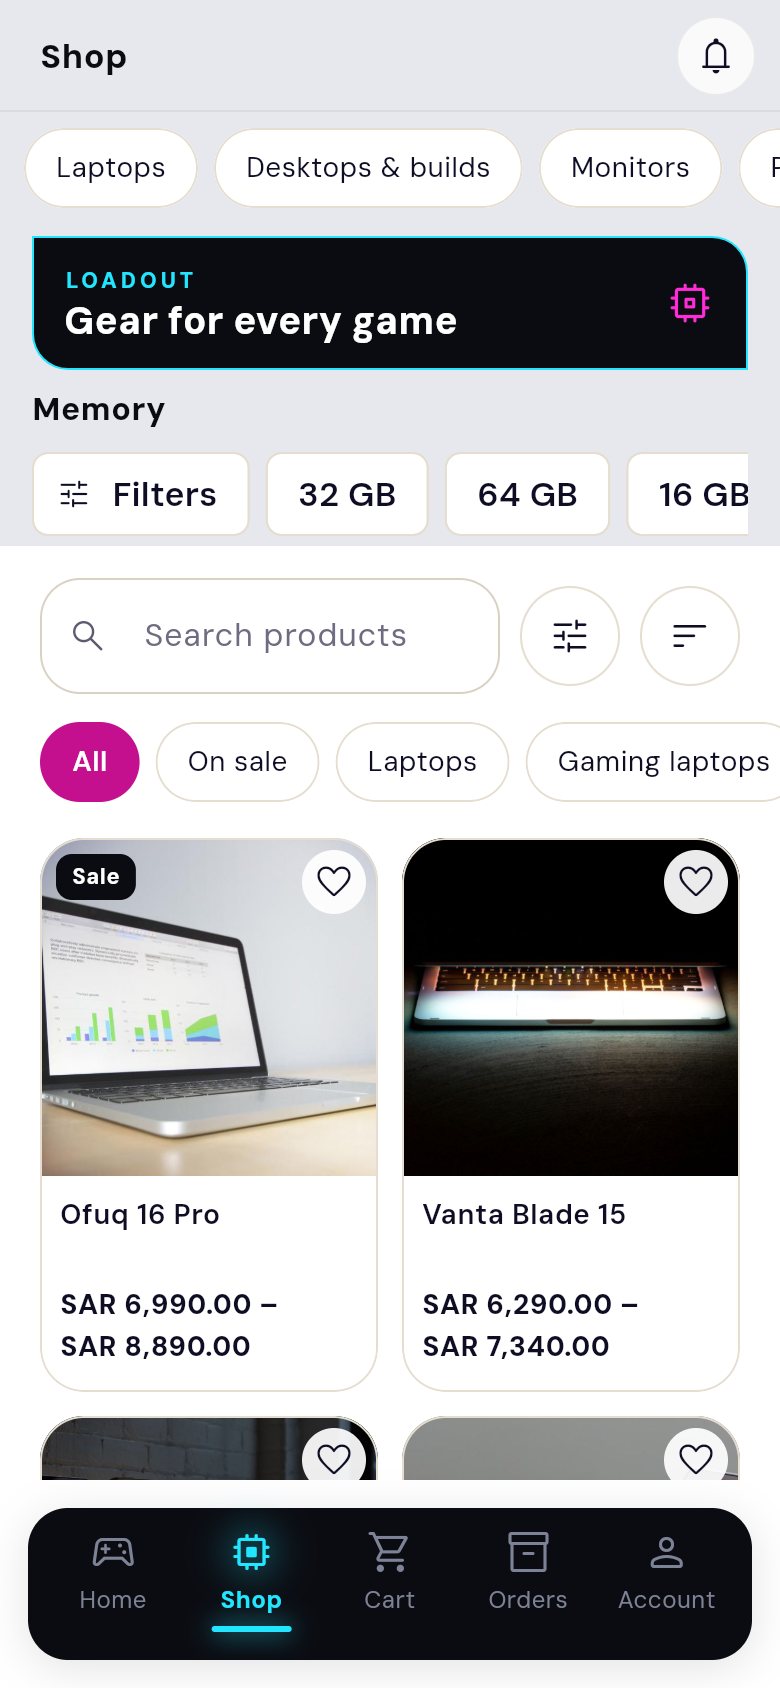 Shop
Laptops
Desktops & builds
Monitors
LOADOUT
Gear for every game
Memory
Filters
32 GB
64 GB
16 GB
Search products
All
On sale
Laptops
Gaming laptops
Sale
Ofuq 16 Pro
SAR 6,990.00 –
SAR 8,890.00
Vanta Blade 15
SAR 6,290.00 –
SAR 7,340.00
Home
Shop
Cart
Orders
Account